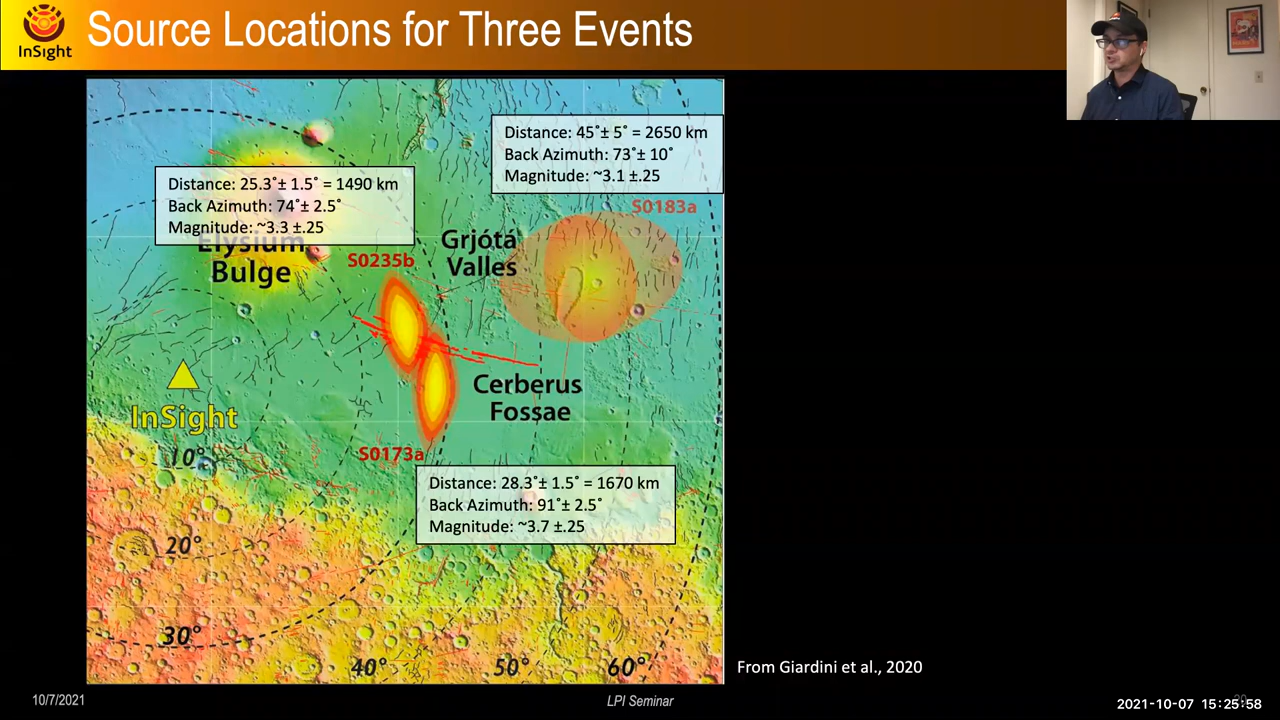 InSight
Source Locations for Three Events
Distance: 45˚± 5˚ = 2650 km
Back Azimuth: 73˚± 10˚
Magnitude: ~3.1 ±.25
Distance: 25.3˚± 1.5˚ = 1490 km
Back Azimuth: 74˚± 2.5˚
Magnitude: ~3.3 ±.25
S0183a
Elysium
Bulge
Grjótá
Valles
S0235b
InSight
Cerberus
Fossae
S0173a
10°
Distance: 28.3˚± 1.5˚ = 1670 km
Back Azimuth: 91˚± 2.5˚
Magnitude: ~3.7 ±.25
20°
30°
40°
50°
60°
From Giardini et al., 2020
10/7/2021
LPI Seminar
2021-10-07 15:25:58